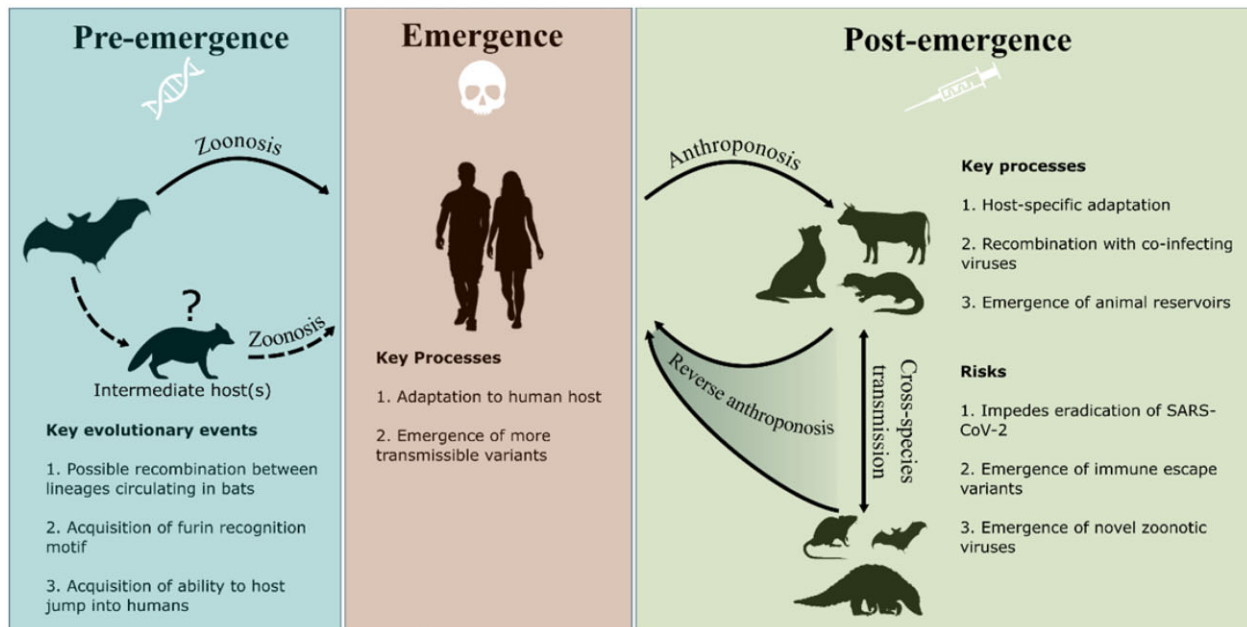 Pre-emergence
Zoonosis
?
Zoonosis
Intermediate host(s)
Key evolutionary events
1. Possible recombination between
lineages circulating in bats
2. Acquisition of furin recognition
motif
3. Acquisition of ability to host
jump into humans
Emergence
Key Processes
1. Adaptation to human host
2. Emergence of more
transmissible variants
Post-emergence
Anthroponosis
Reverse anthroponosis
Cross-species
transmission
Key processes
1. Host-specific adaptation
2. Recombination with co-infecting
viruses
3. Emergence of animal reservoirs
Risks
1. Impedes eradication of SARS-
CoV-2
2. Emergence of immune escape
variants
3. Emergence of novel zoonotic
viruses